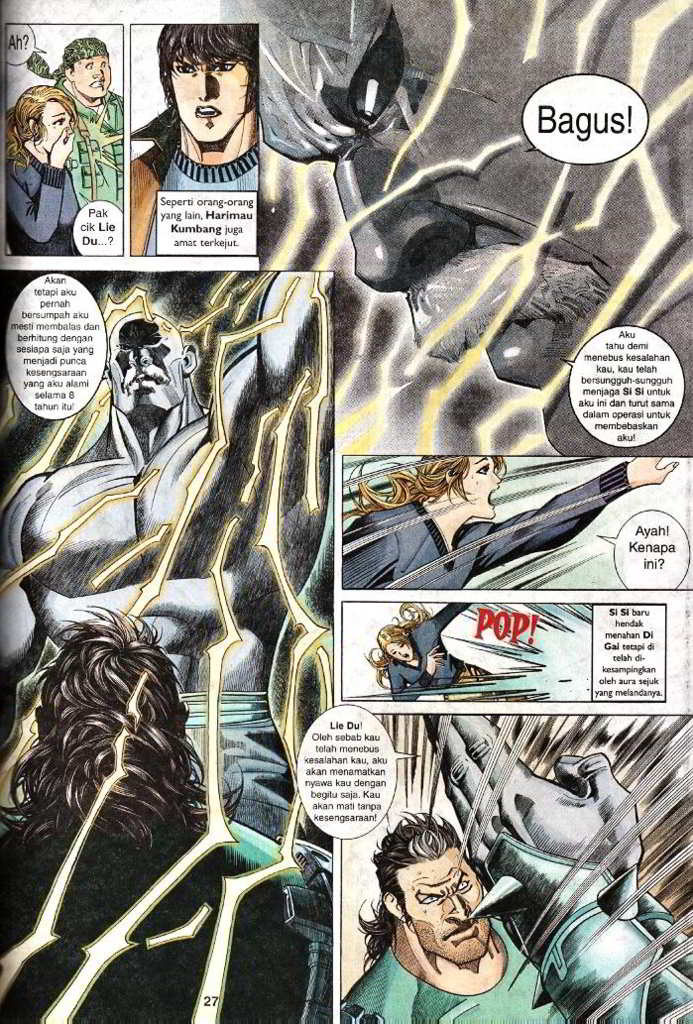 Ah?
Pak
cik Lie
Du...?
Seperti orang-orang
yang lain, Harimau
Kumbang juga
amat terkejut.
Bagus!
Aku
tahu demi
menebus kesalahan
kau, kau telah
bersungguh-sungguh
menjaga Si Si untuk
aku ini dan turut sama
dalam operasi untuk
membebaskan
aku!
Akan
tetapi aku
pernah
bersumpah aku
mesti membalas dan
berhitung dengan
sesiapa saja yang
menjadi punca
kesengsaraan
yang aku alami
selama 8
tahun itu!
Ayah!
Kenapa
ini?
POP!
Si Si baru
hendak
menahan Di
Gai tetapi di
telah di-
kesampingkan
oleh aura sejuk
yang melandanya.
Lie Du!
Oleh sebab kau
telah menebus
kesalahan kau, aku
akan menamatkan
nyawa kau dengan
begitu saja. Kau
akan mati tanpa
kesengsaraan!
27